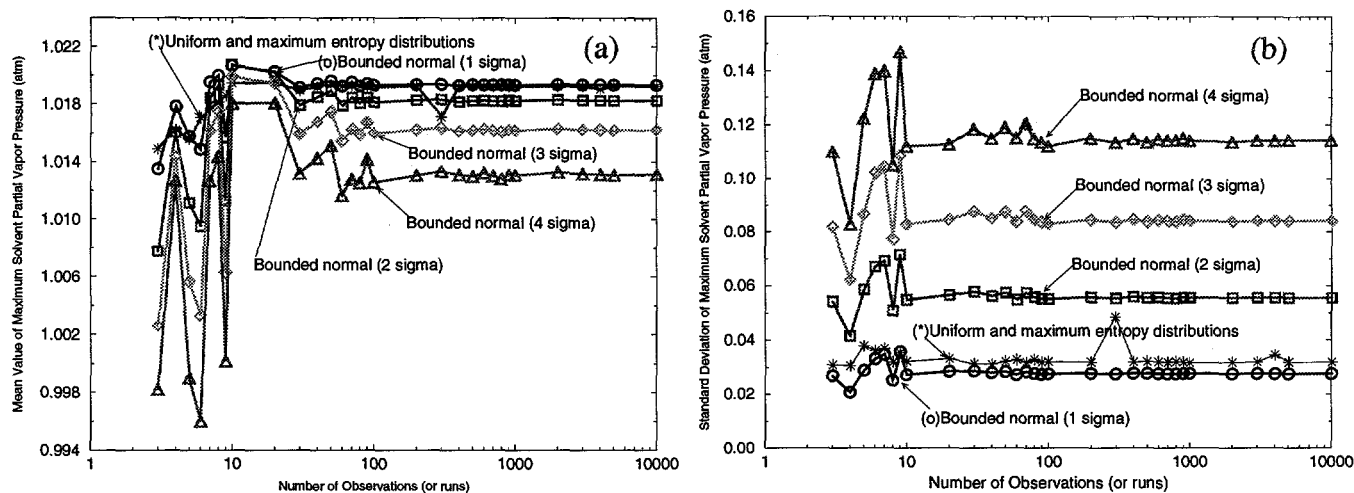 (a)
Mean Value of Maximum Solvent Partial Vapor Pressure (atm)
1.022
1.018
1.014
1.010
1.006
1.002
0.998
0.994
(*)Uniform and maximum entropy distributions
(o)Bounded normal (1 sigma)
Bounded normal (3 sigma)
Bounded normal (4 sigma)
Bounded normal (2 sigma)
1
10
100
1000
10000
Number of Observations (or runs)
(b)
Standard Deviation of Maximum Solvent Partial Vapor Pressure (atm)
0.16
0.14
0.12
0.10
0.08
0.06
0.04
0.02
0.00
Bounded normal (4 sigma)
Bounded normal (3 sigma)
Bounded normal (2 sigma)
(*)Uniform and maximum entropy distributions
(o)Bounded normal (1 sigma)
1
10
100
1000
10000
Number of Observations (or runs)